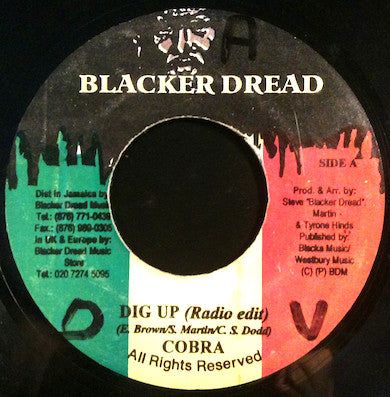 A
BLACKER DREAD
SIDE A
Dist in Jamaica by
Blacker Dread Music
Tel.: (876) 771-0436
Fax.: (876) 969-0305
In UK & Europe by:
Blacker Dread Music
Store
Tel: 020 7274 5095
Prod. & Arr. by:
Steve "Blacker Dread"
Martin
& Tyrone Hinds
Published by:
Blacka Music/
Westbury Music
(C) (P) BDM
DIG UP (Radio edit)
(E. Brown/S. Martin/C. S. Dodd)
COBRA
All Rights Reserved
D
V